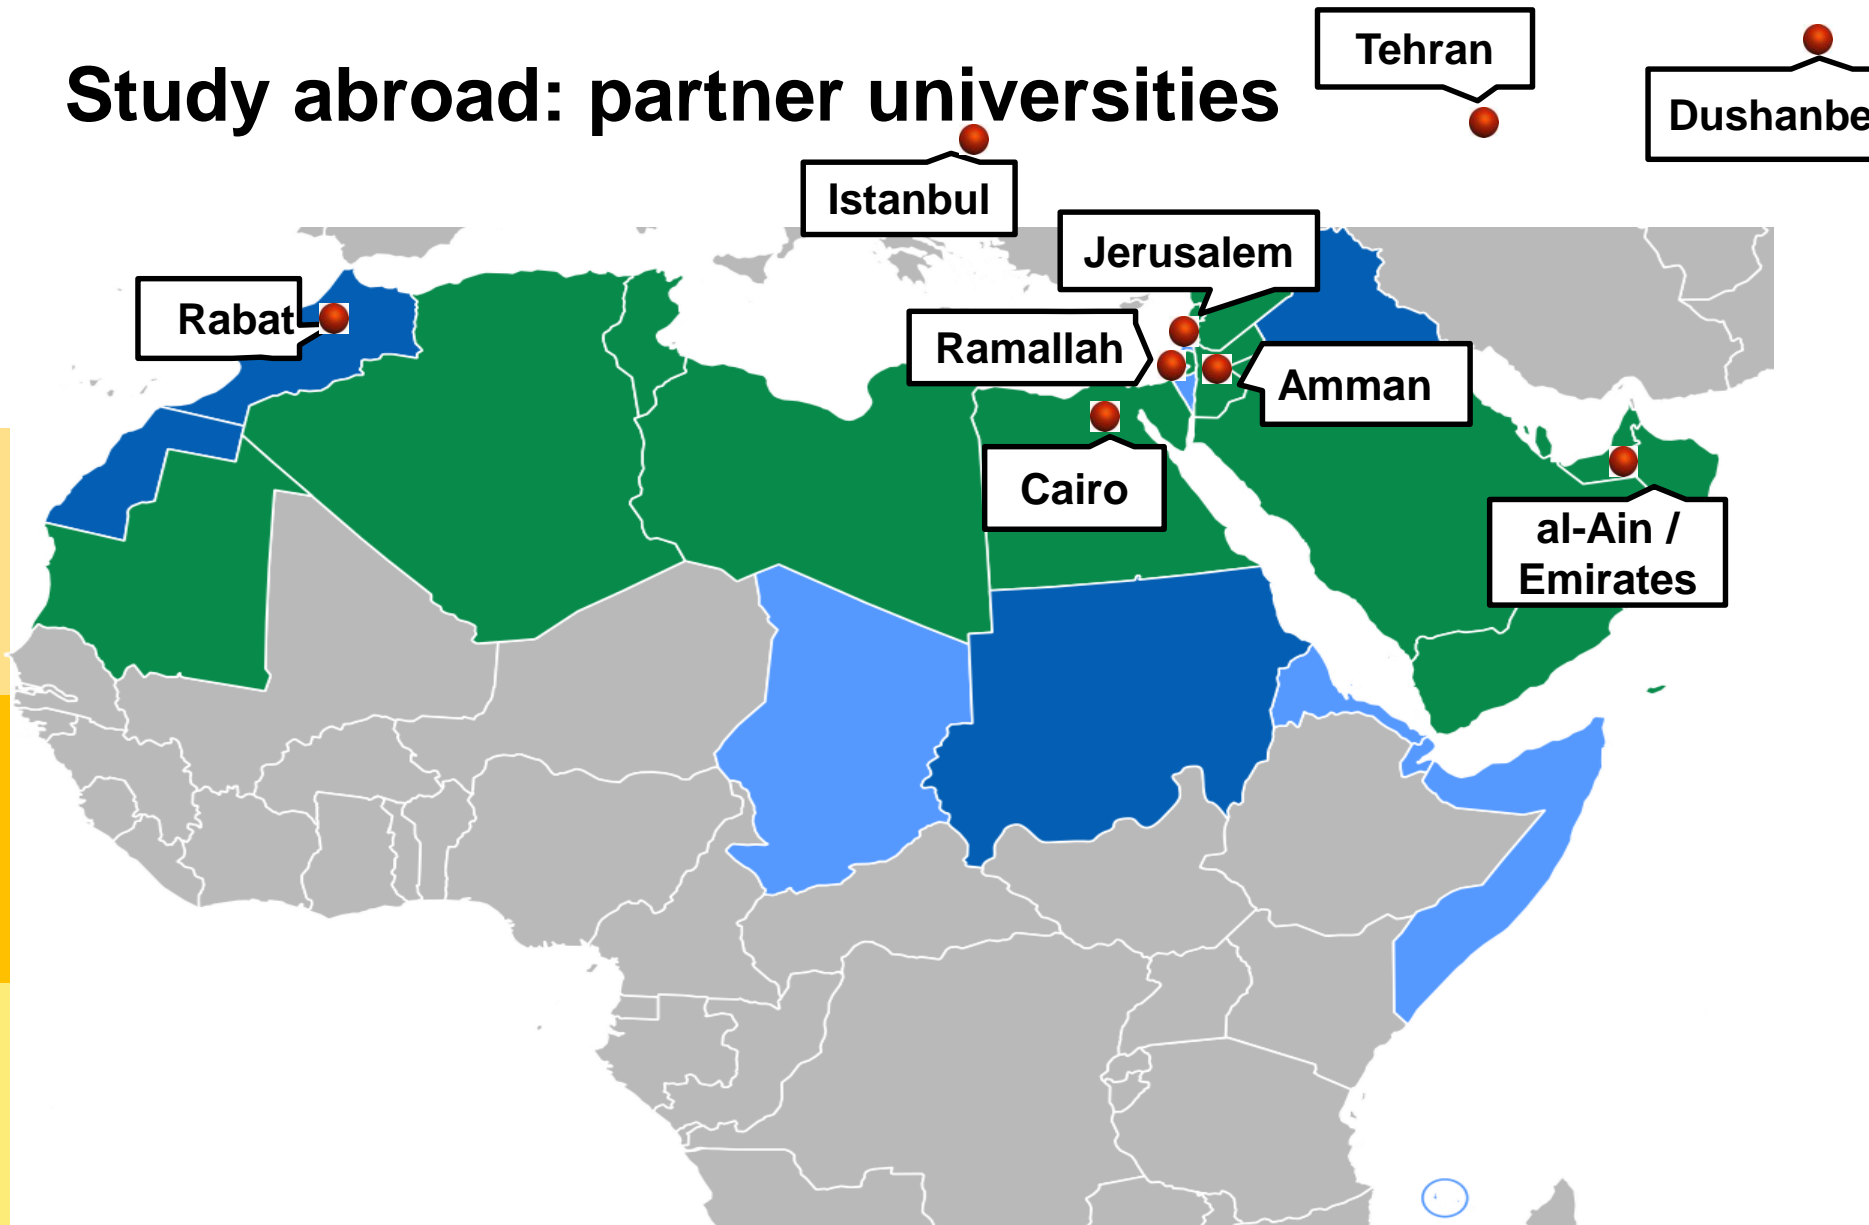 Study abroad: partner universities
Tehran
Dushanbe
Istanbul
Jerusalem
Rabat
Ramallah
Amman
Cairo
al-Ain /
Emirates